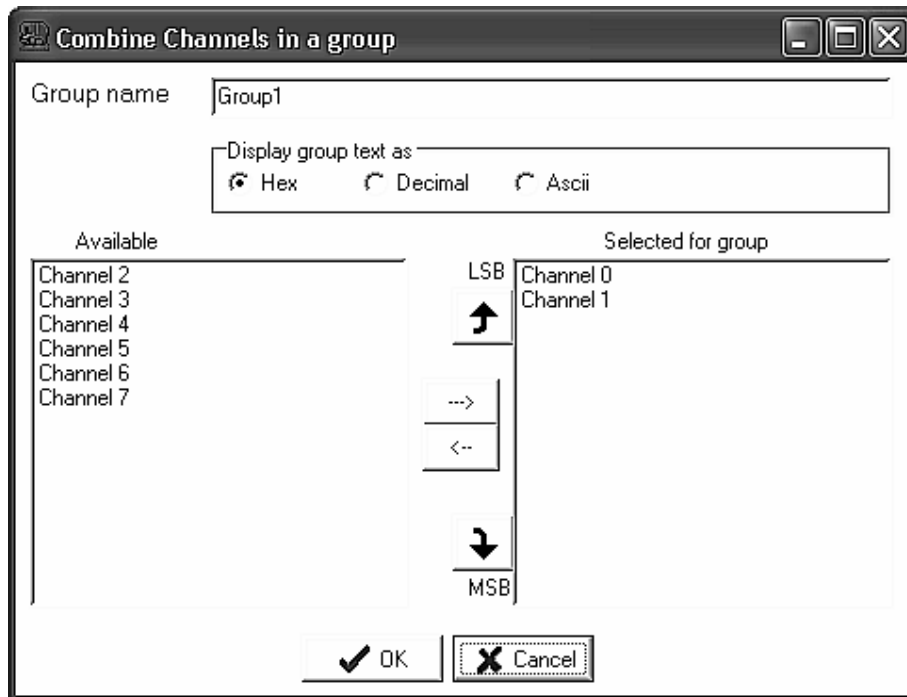 Combine Channels in a group
Group name
Group1
Display group text as
Hex Decimal Ascii
Available
Selected for group
Channel 2
Channel 3
Channel 4
Channel 5
Channel 6
Channel 7
LSB
--->
<--
MSB
Channel 0
Channel 1
OK Cancel